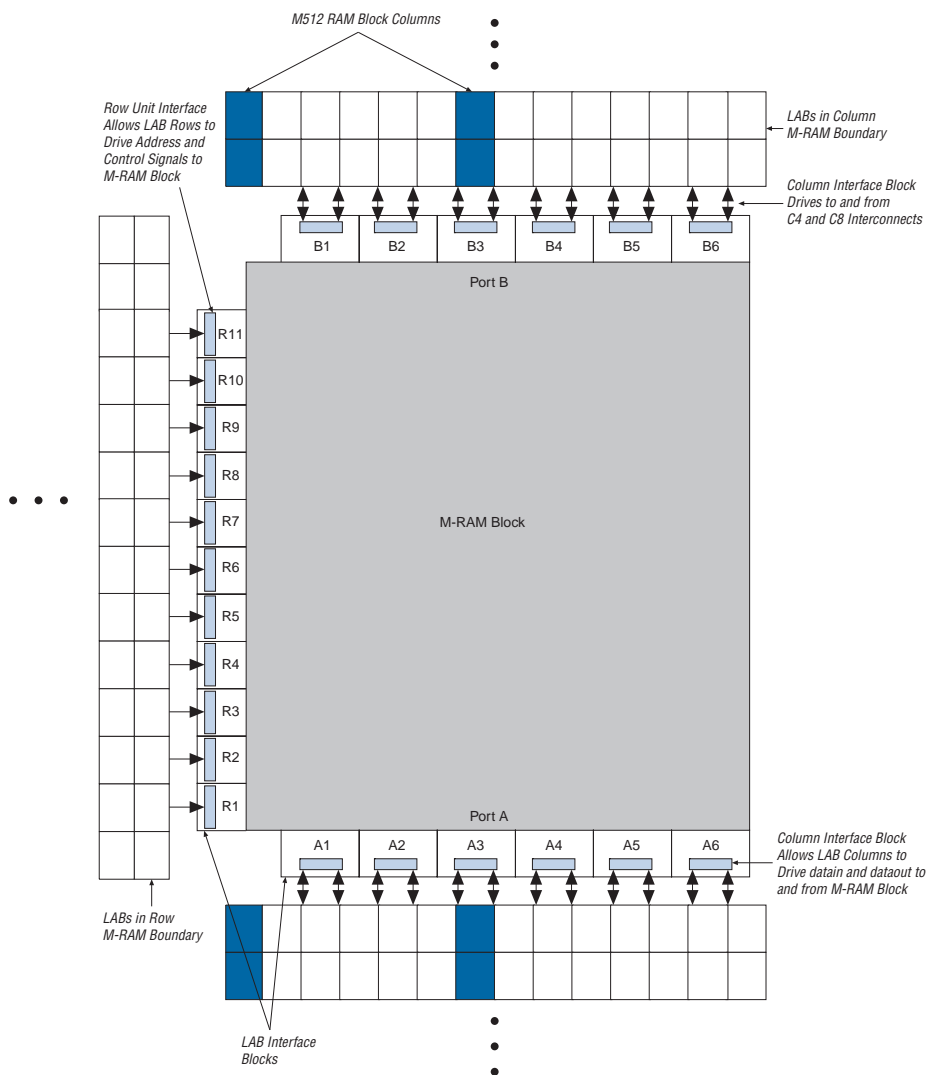 M512 RAM Block Columns
Row Unit Interface
Allows LAB Rows to
Drive Address and
Control Signals to
M-RAM Block
LABs in Column
M-RAM Boundary
Column Interface Block
Drives to and from
C4 and C8 Interconnects
B1 B2 B3 B4 B5 B6
Port B
R11
R10
R9
R8
R7
M-RAM Block
R6
R5
R4
R3
R2
R1
Port A
A1 A2 A3 A4 A5 A6
Column Interface Block
Allows LAB Columns to
Drive datain and dataout to
and from M-RAM Block
LABs in Row
M-RAM Boundary
LAB Interface
Blocks